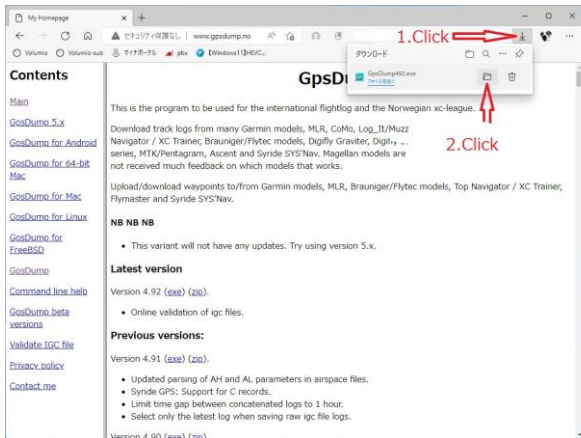 My Homepage
セキュリティ保護なし | www.gpsdump.no
1.Click
Volumio Volumio-sub マイナポータル pbx 【Windows11】HEVC...
ダウンロード
GpsDump492.exe
ファイルを開く
2.Click
Contents
Main
GpsDump 5.x
GpsDump for Android
GpsDump for 64-bit
Mac
GpsDump for Mac
GpsDump for Linux
GpsDump for
FreeBSD
GpsDump
Command line help
GpsDump beta
versions
Validate IGC file
Privacy policy
Contact me
GpsDu
This is the program to be used for the international flightlog and the Norwegian xc-league.
Download track logs from many Garmin models, MLR, CoMo, Log_It/Muzz
Navigator / XC Trainer, Brauniger/Flytec models, Digifly Graviter,
series, MTK/Pentagram, Ascent and Syride SYS'Nav. Magellan models are
not received much feedback on which models that works.
Upload/download waypoints to/from Garmin models, MLR, Brauniger/Flytec models, Top Navigator / XC Trainer,
Flymaster and Syride SYS'Nav.
NB NB NB
• This variant will not have any updates. Try using version 5.x.
Latest version
Version 4.92 (exe) (zip).
• Online validation of igc files.
Previous versions:
Version 4.91 (exe) (zip).
• Updated parsing of AH and AL parameters in airspace files.
• Syride GPS: Support for C records.
• Limit time gap between concatenated logs to 1 hour.
• Select only the latest log when saving raw igc file logs.
Version 4.90 (exe) (zip).